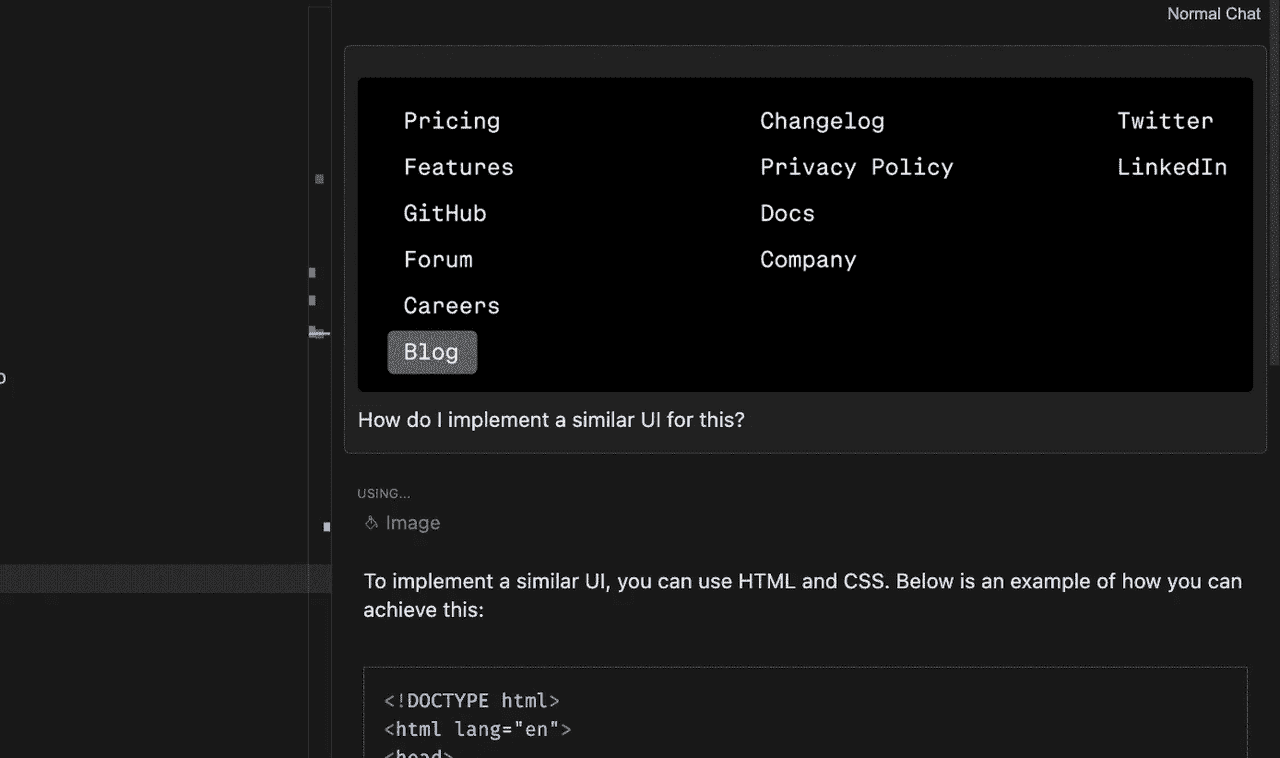 Normal Chat
Pricing
Features
GitHub
Forum
Careers
Blog
Changelog
Privacy Policy
Docs
Company
Twitter
LinkedIn
How do I implement a similar UI for this?
USING...
Image
To implement a similar UI, you can use HTML and CSS. Below is an example of how you can
achieve this:
<!DOCTYPE html>
<html lang="en">
<head>